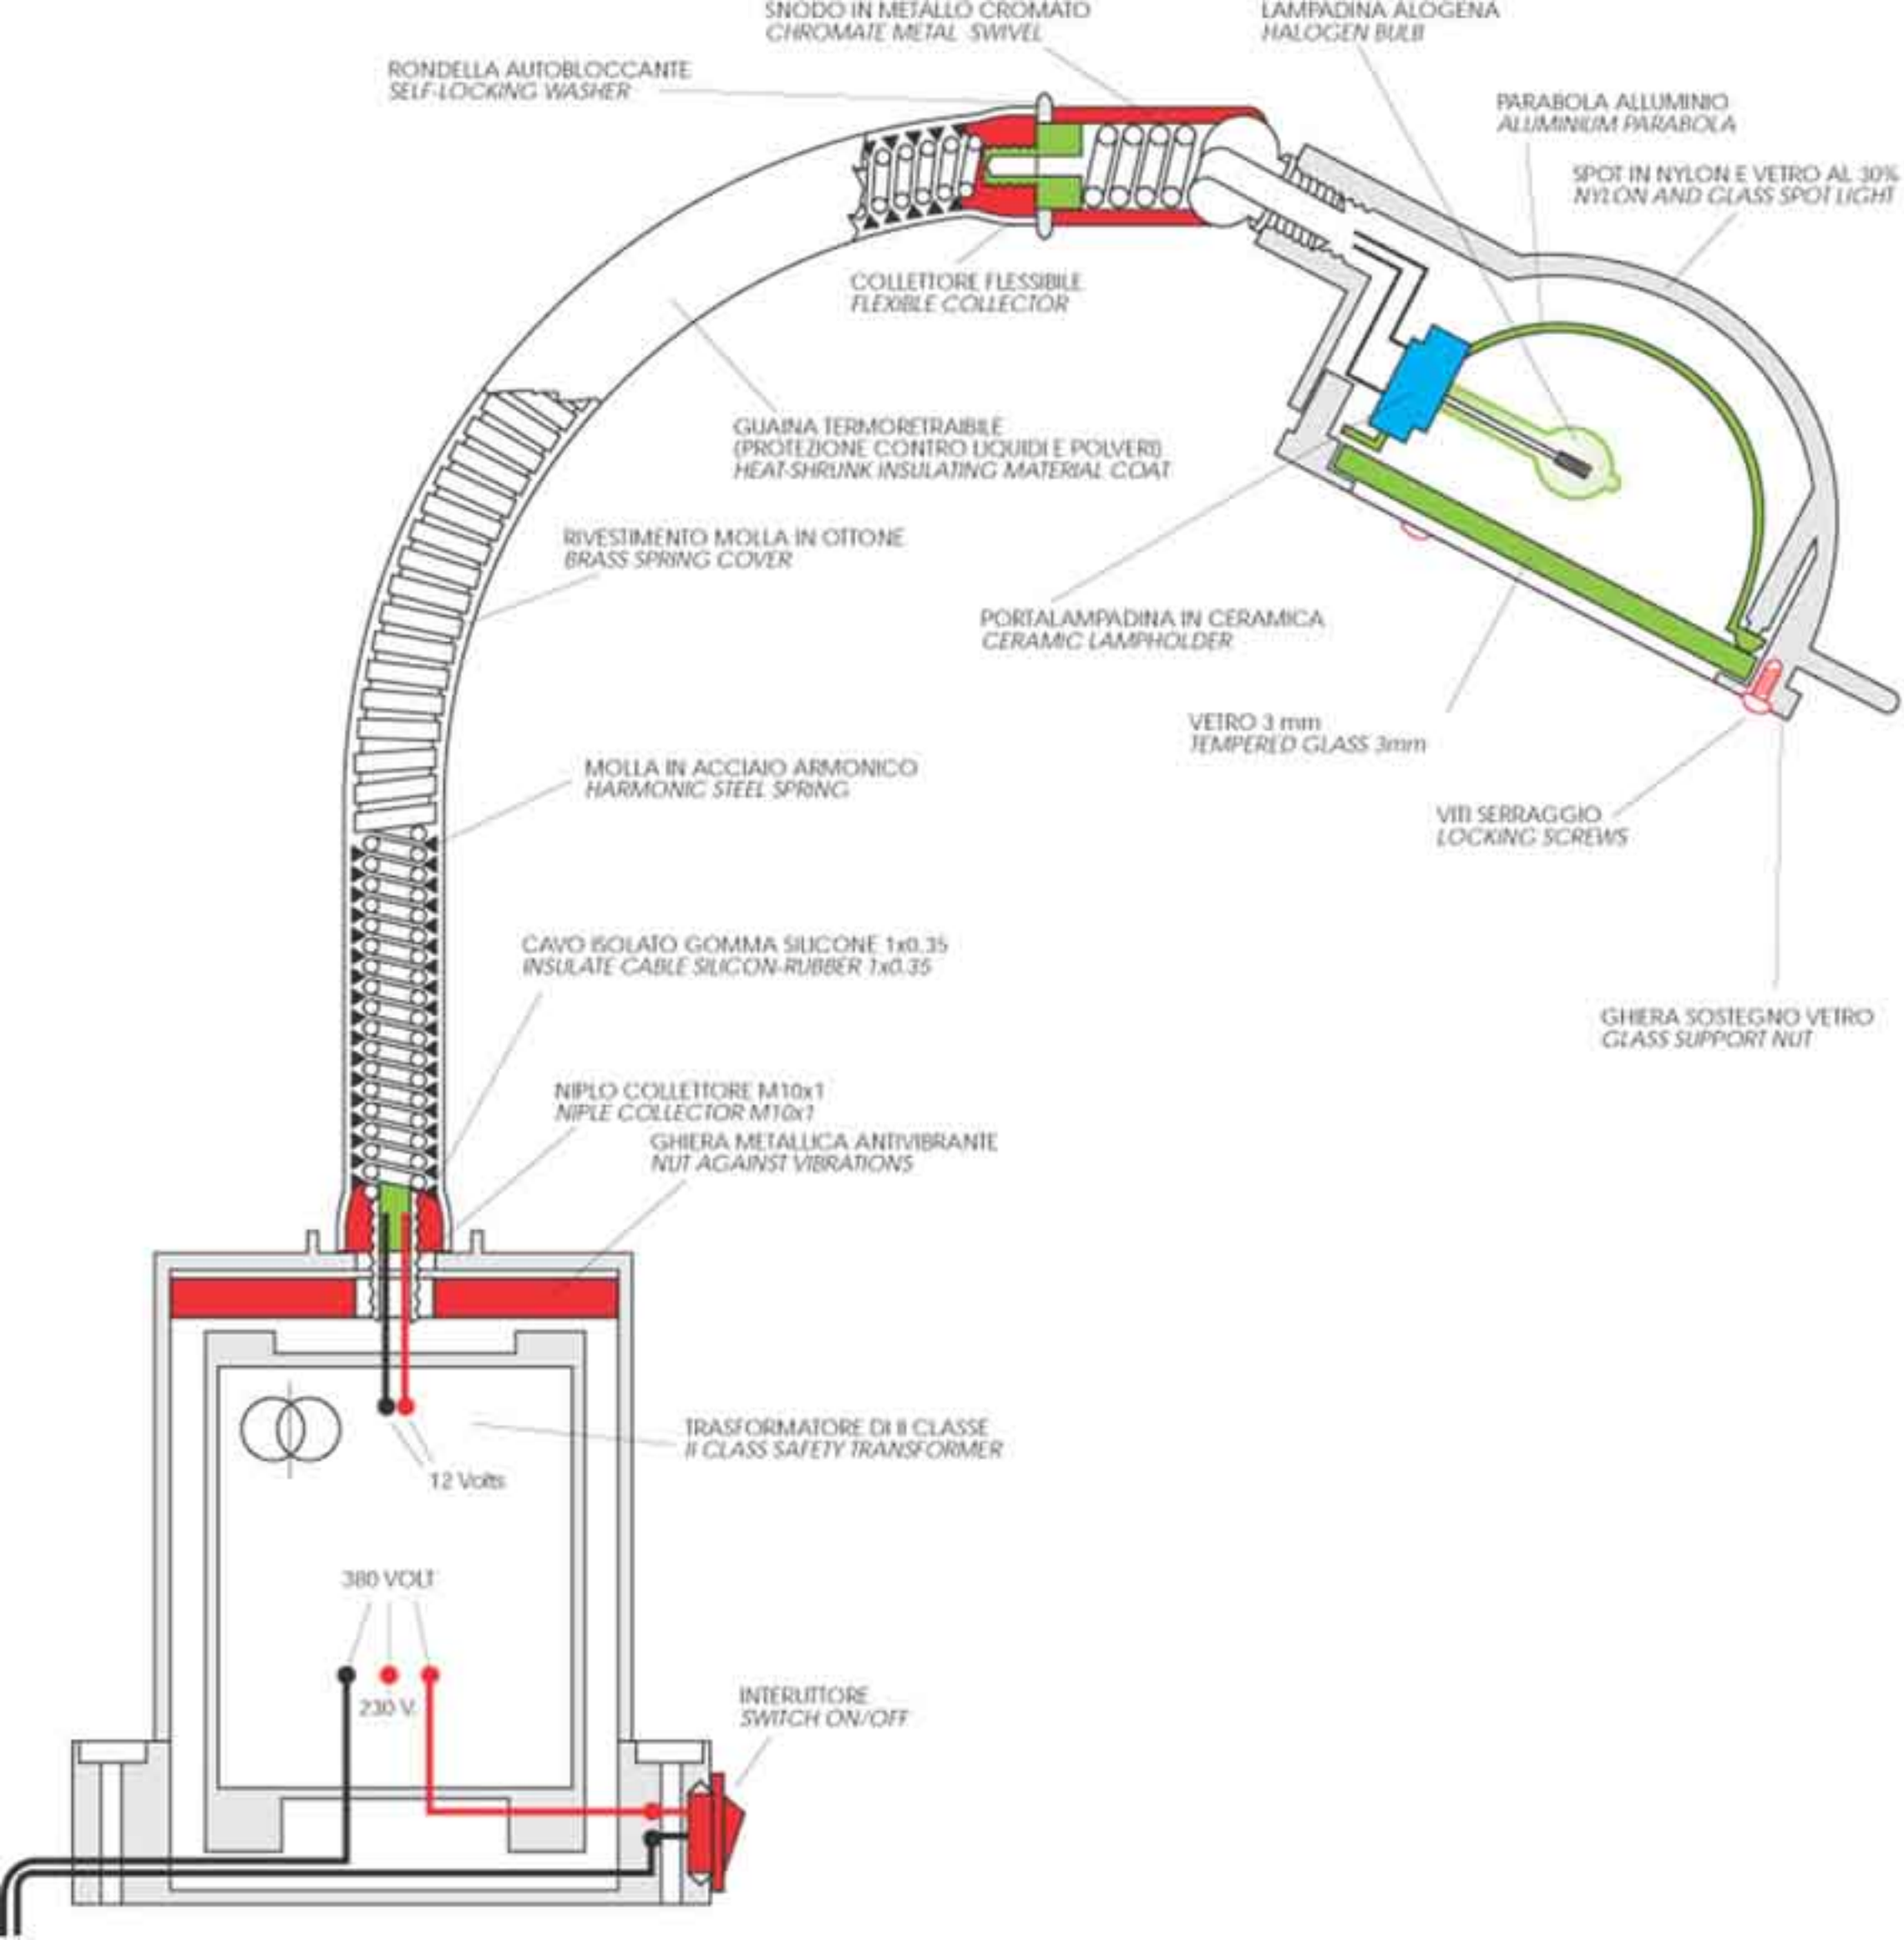 SNODO IN METALLO CROMATO
CHROMATE METAL SWIVEL
LAMPADINA ALOGENA
HALOGEN BULB
RONDELLA AUTOBLOCCANTE
SELF-LOCKING WASHER
PARABOLA ALLUMINIO
ALUMINIUM PARABOLA
SPOT IN NYLON E VETRO AL 30%
NYLON AND GLASS SPOT LIGHT
COLLETTORE FLESSIBILE
FLEXIBLE COLLECTOR
GUAINA TERMORETRAIBILE
(PROTEZIONE CONTRO LIQUIDI E POLVERI)
HEAT-SHRUNK INSULATING MATERIAL COAT
RIVESTIMENTO MOLLA IN OTTONE
BRASS SPRING COVER
PORTALAMPADINA IN CERAMICA
CERAMIC LAMPHOLDER
VETRO 3 mm
TEMPERED GLASS 3mm
MOLLA IN ACCIAIO ARMONICO
HARMONIC STEEL SPRING
VITI SERRAGGIO
LOCKING SCREWS
CAVO ISOLATO GOMMA SILICONE 1x0.35
INSULATE CABLE SILICON-RUBBER 1x0.35
GHIERA SOSTEGNO VETRO
GLASS SUPPORT NUT
NIPLO COLLETTORE M10x1
NIPLE COLLECTOR M10x1
GHIERA METALLICA ANTIVIBRANTE
NUT AGAINST VIBRATIONS
TRASFORMATORE DI II CLASSE
II CLASS SAFETY TRANSFORMER
12 Volts
380 VOLT
230 V.
INTERUTTORE
SWITCH ON/OFF